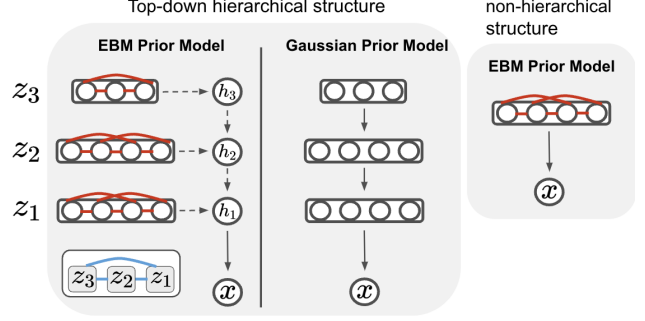 Top-down hierarchical structure
non-hierarchical
structure
EBM Prior Model
Gaussian Prior Model
EBM Prior Model
z₃
h₃
z₂
h₂
x
z₁
h₁
z₃ z₂ z₁
x
x